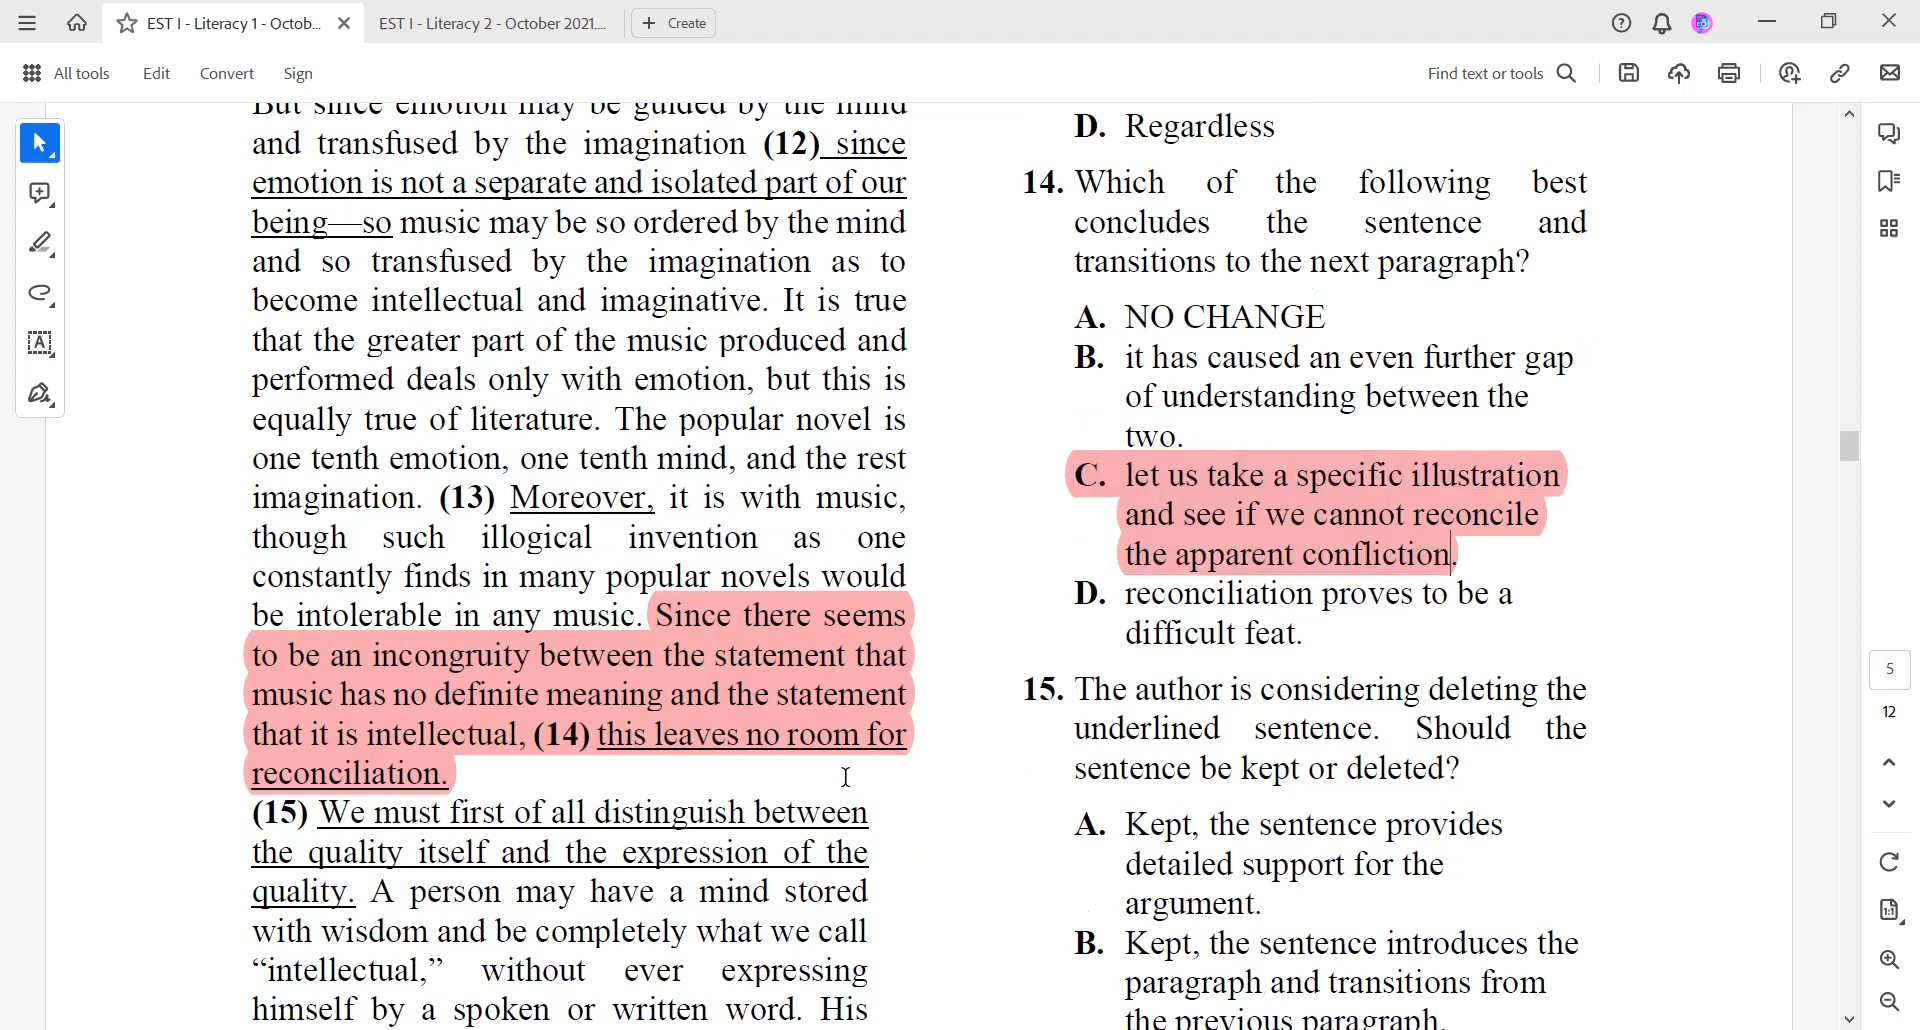 EST I - Literacy 1 - Octob...
EST I - Literacy 2 - October 2021....
Create
All tools
Edit
Convert
Sign
Find text or tools
But since emotion may be guided by the mind
and transfused by the imagination (12) since
emotion is not a separate and isolated part of our
being—so music may be so ordered by the mind
and so transfused by the imagination as to
become intellectual and imaginative. It is true
that the greater part of the music produced and
performed deals only with emotion, but this is
equally true of literature. The popular novel is
one tenth emotion, one tenth mind, and the rest
imagination. (13) Moreover, it is with music,
though such illogical invention as one
constantly finds in many popular novels would
be intolerable in any music. Since there seems
to be an incongruity between the statement that
music has no definite meaning and the statement
that it is intellectual, (14) this leaves no room for
reconciliation.
(15) We must first of all distinguish between
the quality itself and the expression of the
quality. A person may have a mind stored
with wisdom and be completely what we call
“intellectual,” without ever expressing
himself by a spoken or written word. His
D. Regardless
14. Which of the following best
concludes the sentence and
transitions to the next paragraph?
A. NO CHANGE
B. it has caused an even further gap
of understanding between the
two.
C. let us take a specific illustration
and see if we cannot reconcile
the apparent confliction.
D. reconciliation proves to be a
difficult feat.
15. The author is considering deleting the
underlined sentence. Should the
sentence be kept or deleted?
A. Kept, the sentence provides
detailed support for the
argument.
B. Kept, the sentence introduces the
paragraph and transitions from
the previous paragraph.
5
12